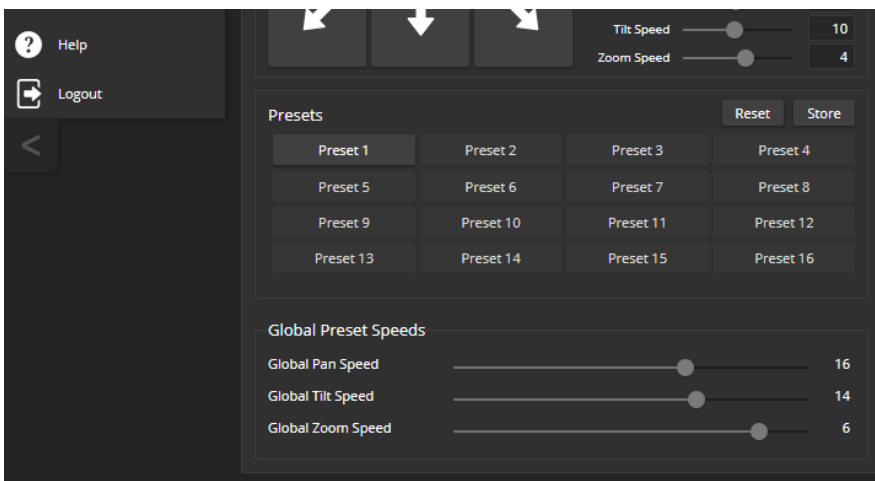 Help
Logout
Tilt Speed 10
Zoom Speed 4
Presets Reset Store
Preset 1 Preset 2 Preset 3 Preset 4
Preset 5 Preset 6 Preset 7 Preset 8
Preset 9 Preset 10 Preset 11 Preset 12
Preset 13 Preset 14 Preset 15 Preset 16
Global Preset Speeds
Global Pan Speed 16
Global Tilt Speed 14
Global Zoom Speed 6